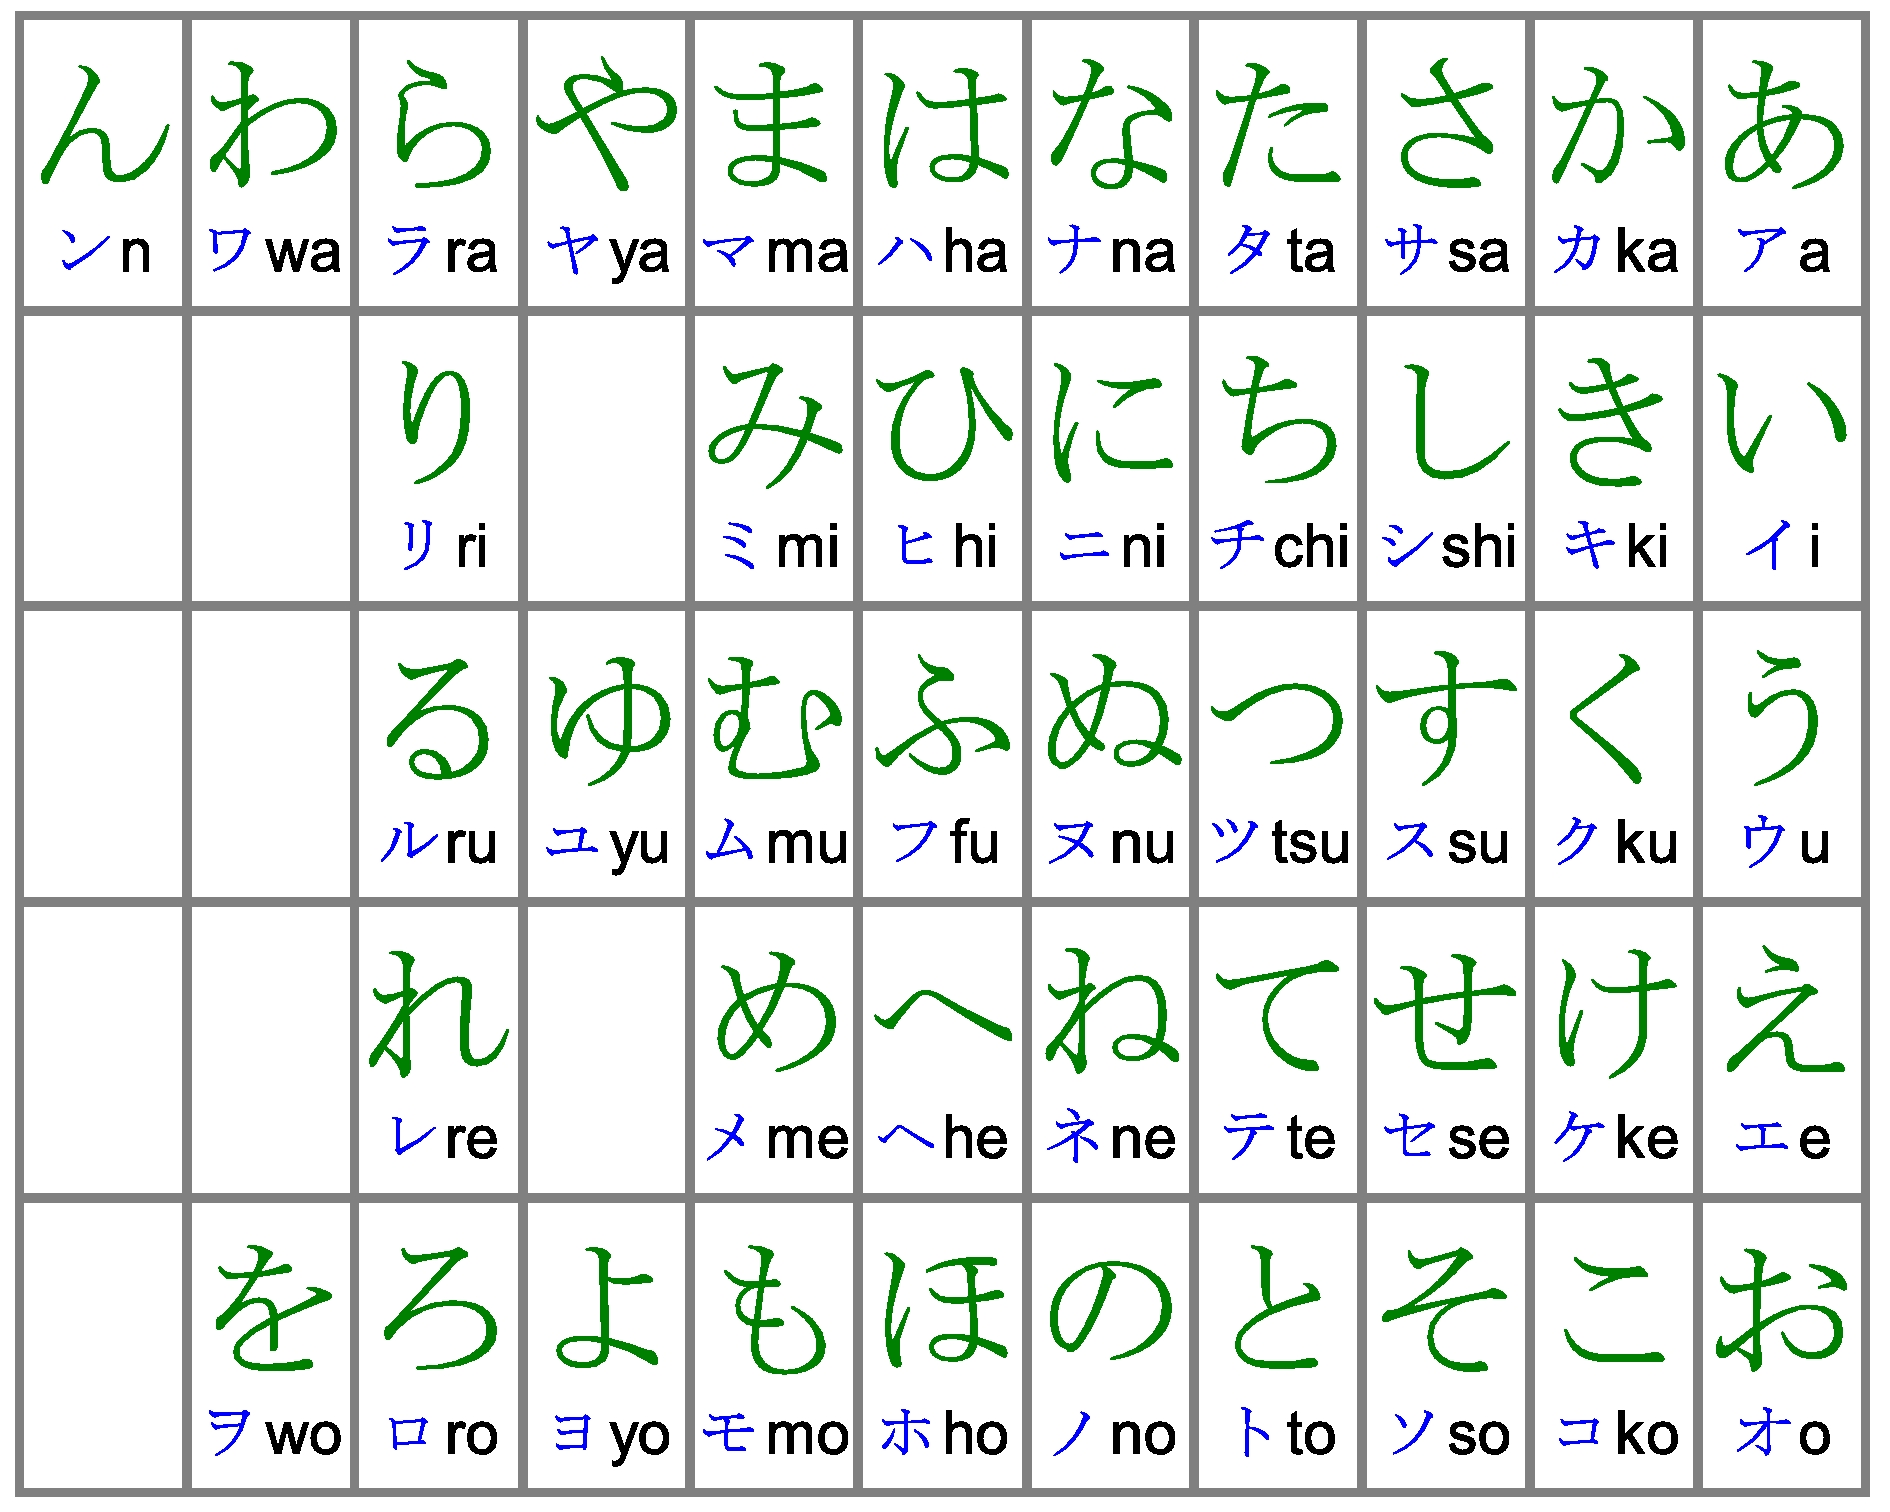 ん わ ら や ま は な た さ か あ
ン n ワ wa ラ ra ヤ ya マ ma ハ ha ナ na タ ta サ sa カ ka ア a
り み ひ に ち し き い
リ ri ミ mi ヒ hi ニ ni チ chi シ shi キ ki イ i
る ゆ む ふ ぬ つ す く う
ル ru ユ yu ム mu フ fu ヌ nu ツ tsu ス su ク ku ウ u
れ め へ ね て せ け え
レ re メ me ヘ he ネ ne テ te セ se ケ ke エ e
を ろ よ も ほ の と そ こ お
ヲ wo ロ ro ヨ yo モ mo ホ ho ノ no ト to ソ so コ ko オ o